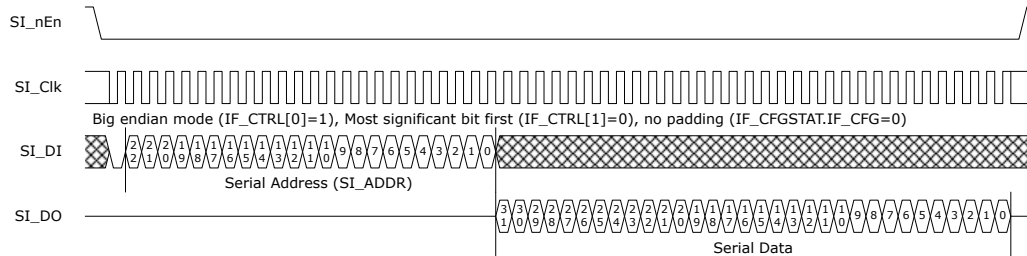 SI_nEn
SI_Clk
Big endian mode (IF_CTRL[0]=1), Most significant bit first (IF_CTRL[1]=0), no padding (IF_CFGSTAT.IF_CFG=0)
SI_DI 22 21 20 19 18 17 16 15 14 13 12 11 10 9 8 7 6 5 4 3 2 1 0
Serial Address (SI_ADDR)
SI_DO 31 30 29 28 27 26 25 24 23 22 21 20 19 18 17 16 15 14 13 12 11 10 9 8 7 6 5 4 3 2 1 0
Serial Data